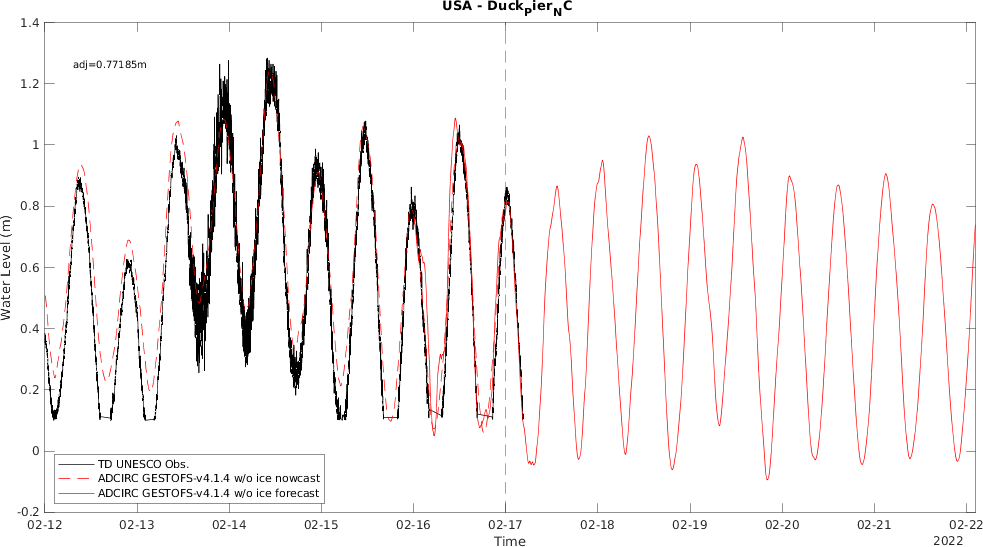 USA - DuckPierNC
adj=0.77185m
Water Level (m)
1.4
1.2
1
0.8
0.6
0.4
0.2
0
-0.2
TD UNESCO Obs.
ADCIRC GESTOFS-v4.1.4 w/o ice nowcast
ADCIRC GESTOFS-v4.1.4 w/o ice forecast
02-12 02-13 02-14 02-15 02-16 02-17 02-18 02-19 02-20 02-21 02-22
Time
2022